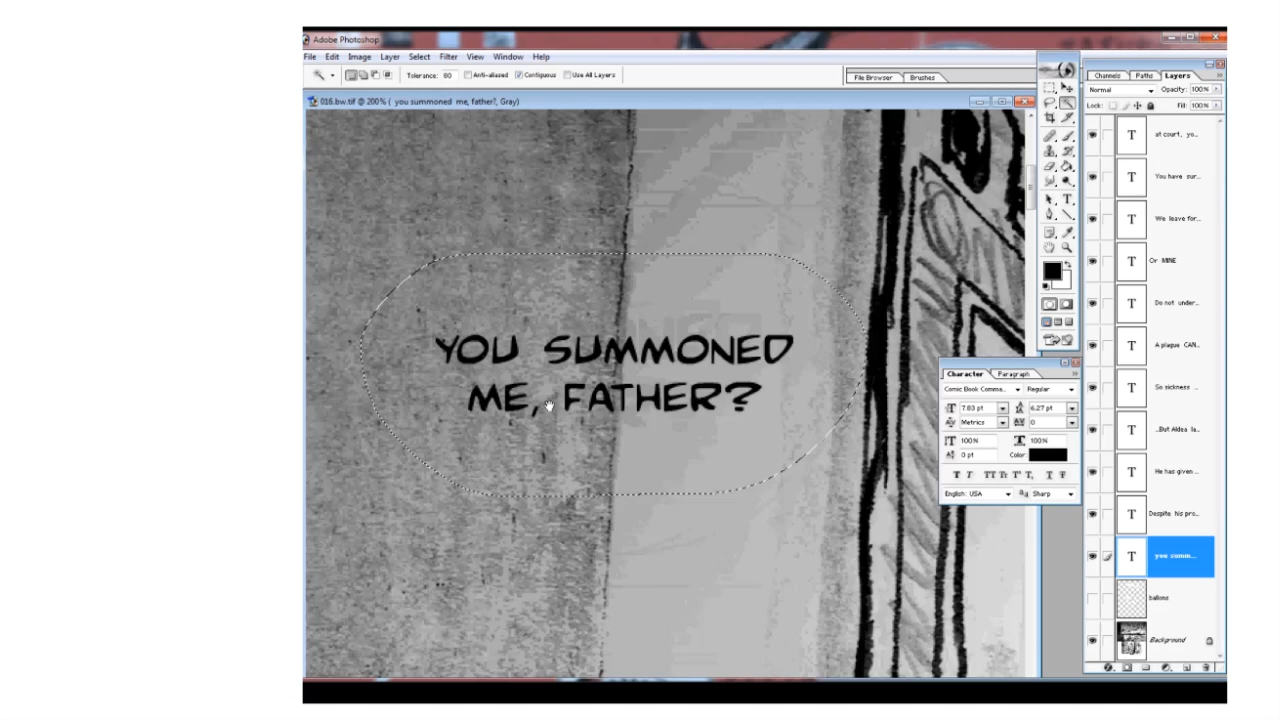 Adobe Photoshop
File Edit Image Layer Select Filter View Window Help
Tolerance: 80 Anti-aliased Contiguous Use All Layers
File Browser Brushes
016.bw.tif @ 200% ( you summoned me, father?, Gray)
Channels Paths Layers
Normal Opacity: 100%
Lock: Fill: 100%
T at court, yo...
T You have sur...
T We leave for...
T Or MINE
T Do not under...
T A plague CAN...
T So sickness ...
T ...But Aldea la...
T He has given ...
T Despite his pro...
T you summ...
Background
YOU SUMMONED
ME, FATHER?
Character Paragraph
Comic Book Comma... Regular
7.83 pt 6.27 pt
Metrics 0
100% 100%
0 pt Color:
T T TT Tr T' T, T T
English: USA Sharp